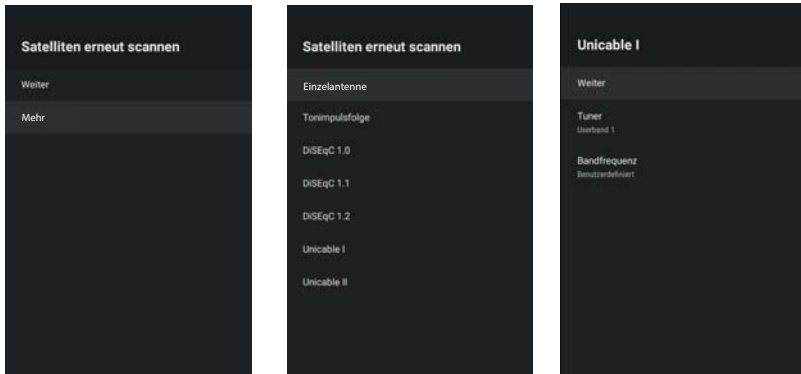 Satelliten erneut scannen
Weiter
Mehr
Satelliten erneut scannen
Einzelantenne
Tonimpulsfolge
DiSEqC 1.0
DiSEqC 1.1
DiSEqC 1.2
Unicable I
Unicable II
Unicable I
Weiter
Tuner
Userband 1
Bandfrequenz
Benutzerdefiniert